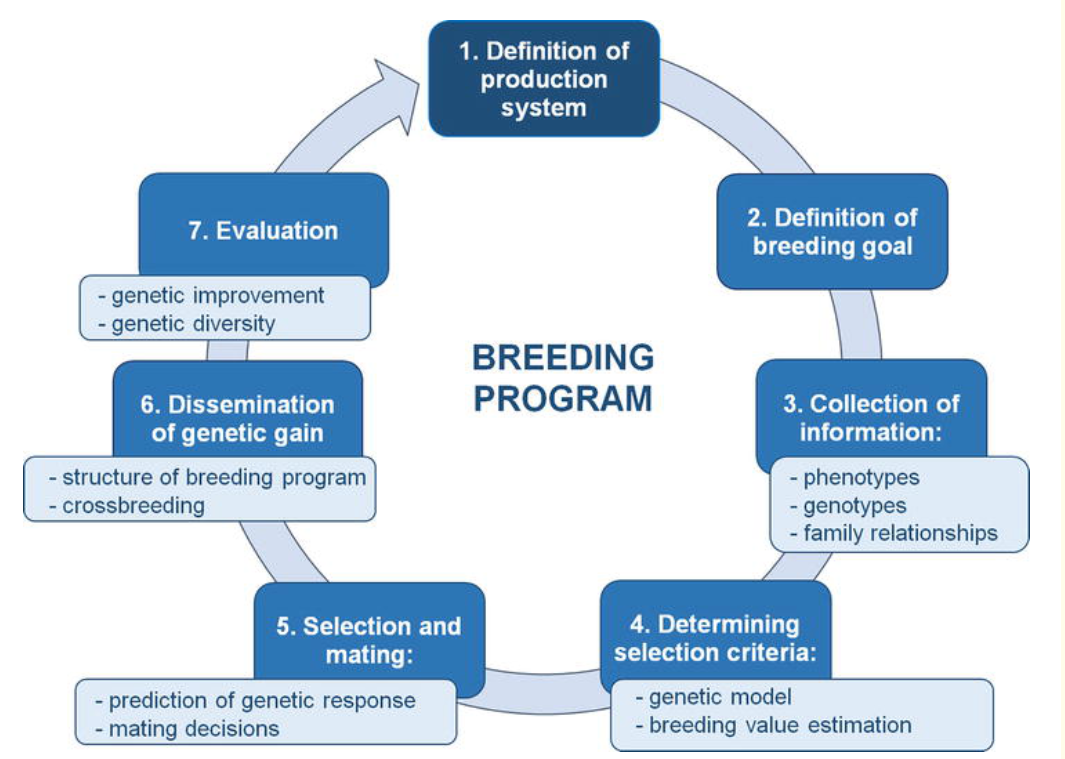 1. Definition of
production
system
2. Definition of
breeding goal
3. Collection of
information:
- phenotypes
- genotypes
- family relationships
4. Determining
selection criteria:
- genetic model
- breeding value estimation
5. Selection and
mating:
- prediction of genetic response
- mating decisions
6. Dissemination
of genetic gain
- structure of breeding program
- crossbreeding
7. Evaluation
- genetic improvement
- genetic diversity
BREEDING
PROGRAM